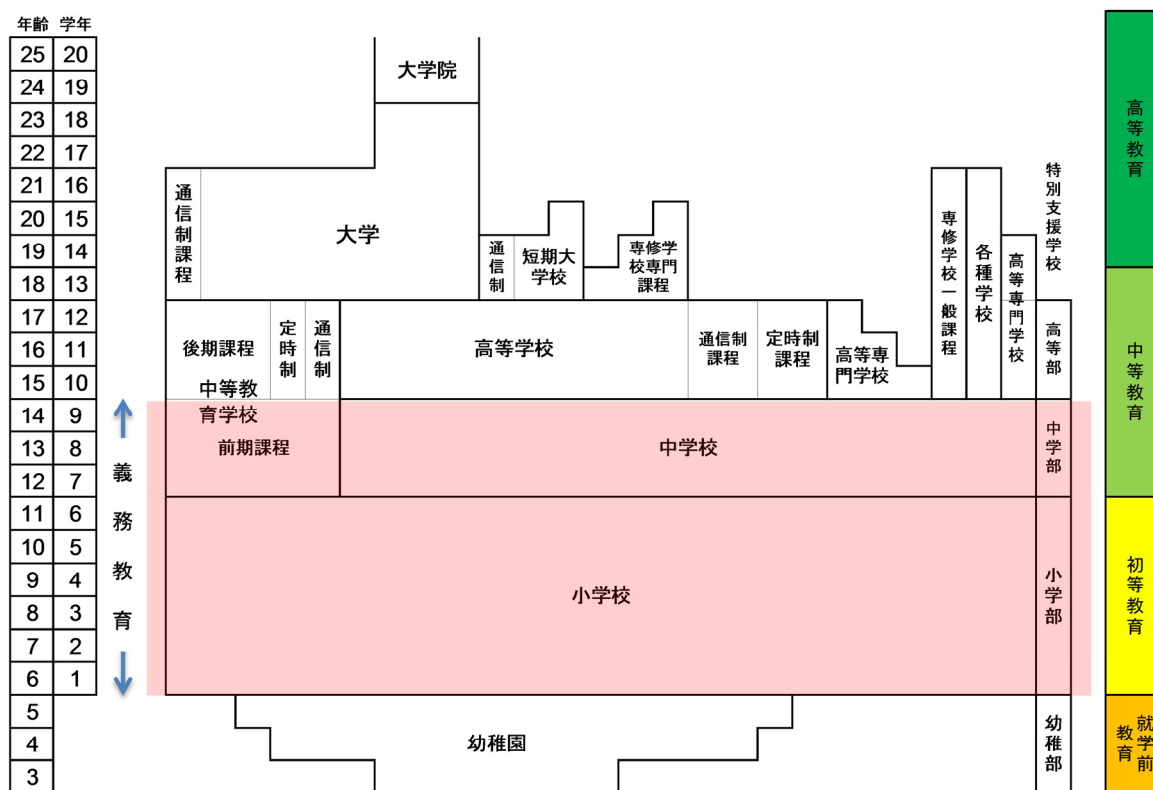 年齢 学年
25 20
24 19
23 18
22 17
21 16
20 15
19 14
18 13
17 12
16 11
15 10
14 9
13 8
12 7
11 6
10 5
9 4
8 3
7 2
6 1
5
4
3
義務教育
大学院
通信制課程
大学
通信制
短期大
学校
専修学
校専門
課程
専修学校一般課程
各種学校
高等専門学校
特別支援学校
後期課程
定時制
通信制
高等学校
通信制
課程
定時制
課程
高等専
門学校
高等部
中等教
育学校
前期課程
中学校
中学部
小学校
小学部
幼稚園
幼稚部
高等教育
中等教育
初等教育
就学前
教育